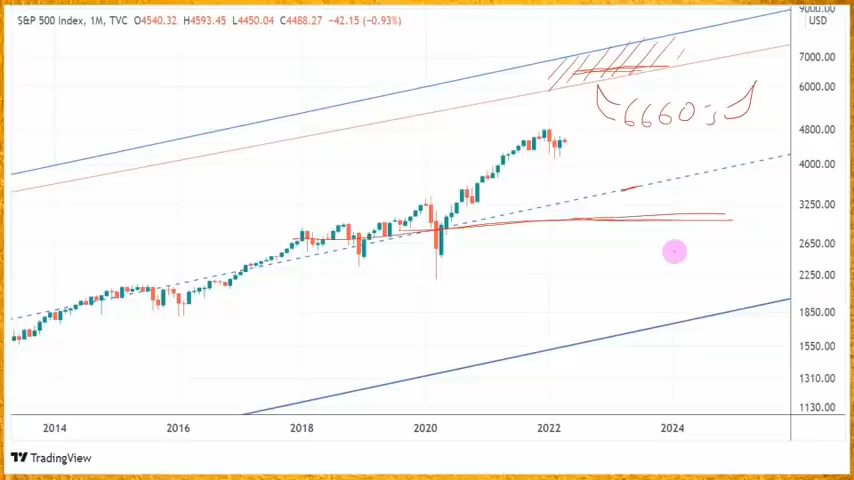 S&P 500 Index, 1M, TVC O4540.32 H4593.45 L4450.04 C4488.27 −42.15 (−0.93%)
9000.00
USD
7000.00
6000.00
6660's
4800.00
4000.00
3250.00
2650.00
2250.00
1850.00
1550.00
1310.00
1130.00
2014 2016 2018 2020 2022 2024
TradingView